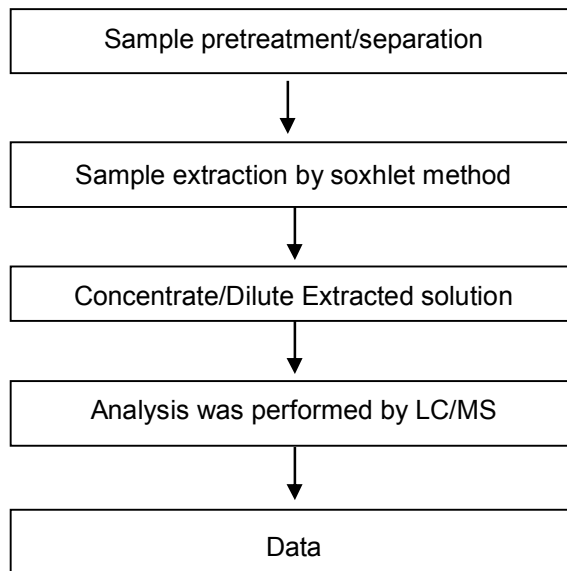 Sample pretreatment/separation
Sample extraction by soxhlet method
Concentrate/Dilute Extracted solution
Analysis was performed by LC/MS
Data